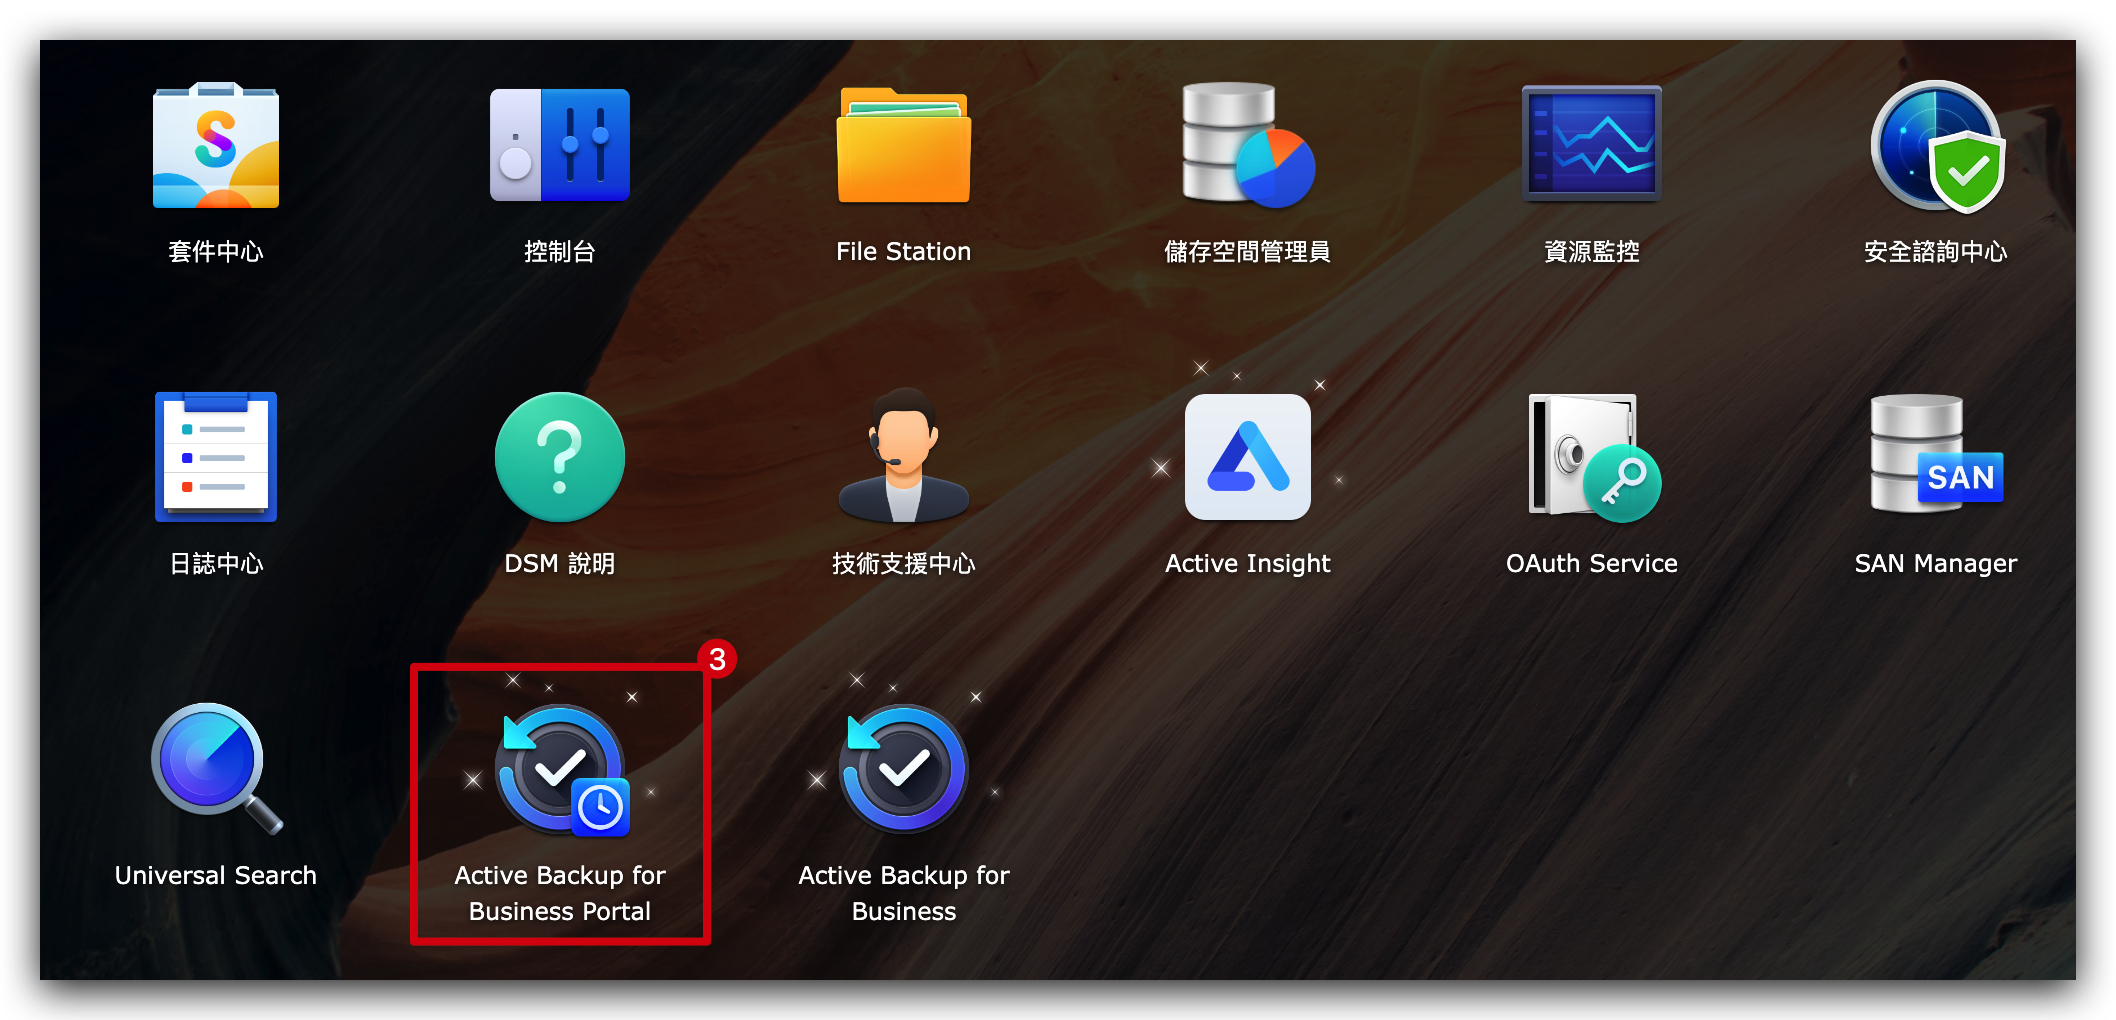 套件中心
控制台
File Station
儲存空間管理員
資源監控
安全諮詢中心
日誌中心
DSM 說明
技術支援中心
Active Insight
OAuth Service
SAN
SAN Manager
3
Universal Search
Active Backup for
Business Portal
Active Backup for
Business